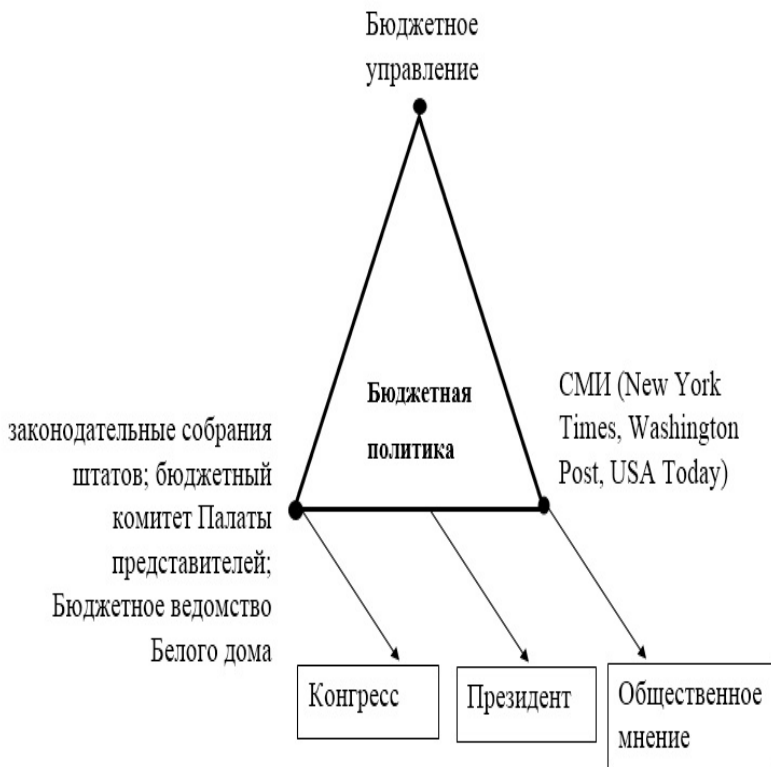 Бюджетное
управление
Бюджетная
политика
СМИ (New York
Times, Washington
Post, USA Today)
законодательные собрания
штатов; бюджетный
комитет Палаты
представителей;
Бюджетное ведомство
Белого дома
Конгресс
Президент
Общественное
мнение